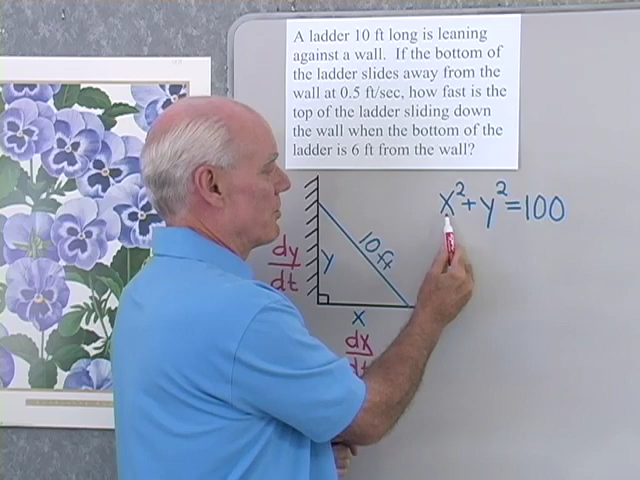 A ladder 10 ft long is leaning
against a wall. If the bottom of
the ladder slides away from the
wall at 0.5 ft/sec, how fast is the
top of the ladder sliding down
the wall when the bottom of the
ladder is 6 ft from the wall?
x²+y²=100
10 ft
dy
dt
y
x
dx